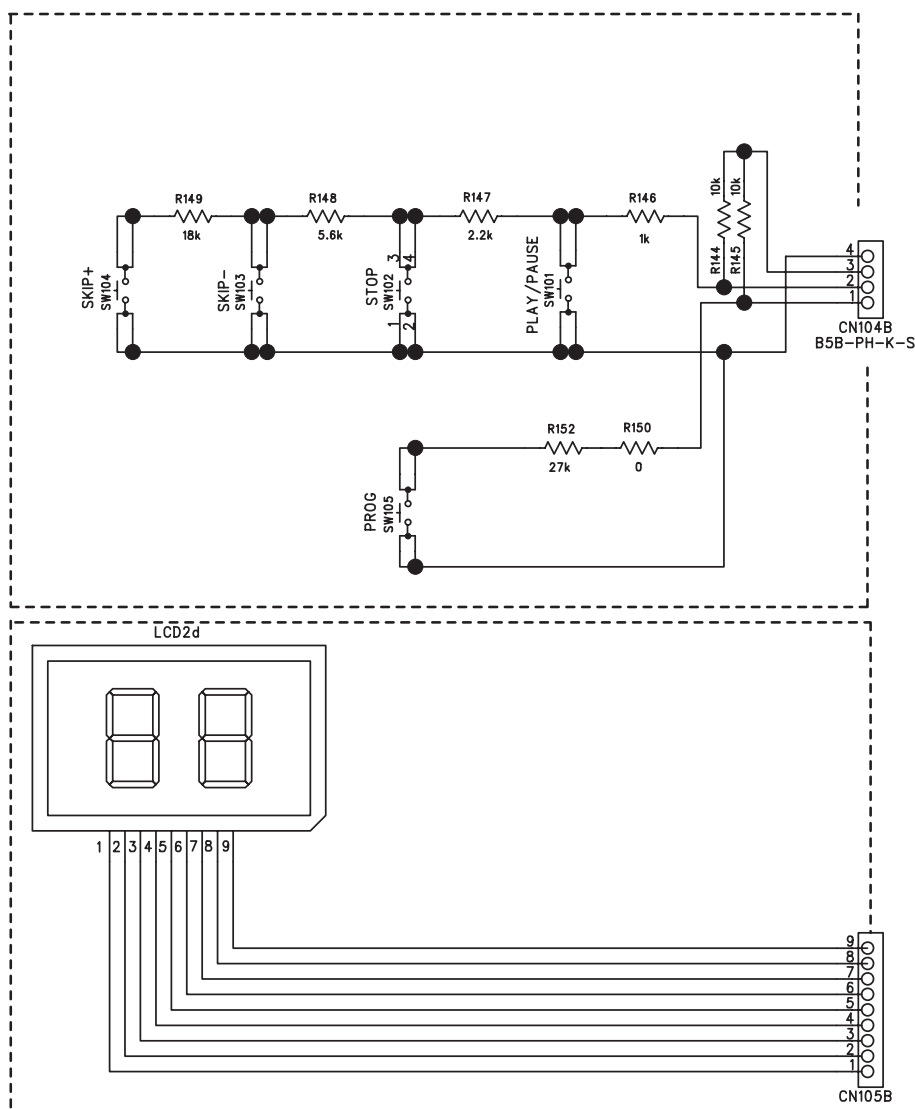 R149
18k
R148
5.6k
R147
2.2k
R146
1k
10k
R144
10k
R145
SKIP+
SW104
SKIP-
SW103
STOP
SW102
3
4
1
2
PLAY/PAUSE
SW101
4
3
2
1
CN104B
B5B-PH-K-S
R152
27k
R150
0
PROG
SW105
LCD2d
1 2 3 4 5 6 7 8 9
9
8
7
6
5
4
3
2
1
CN105B